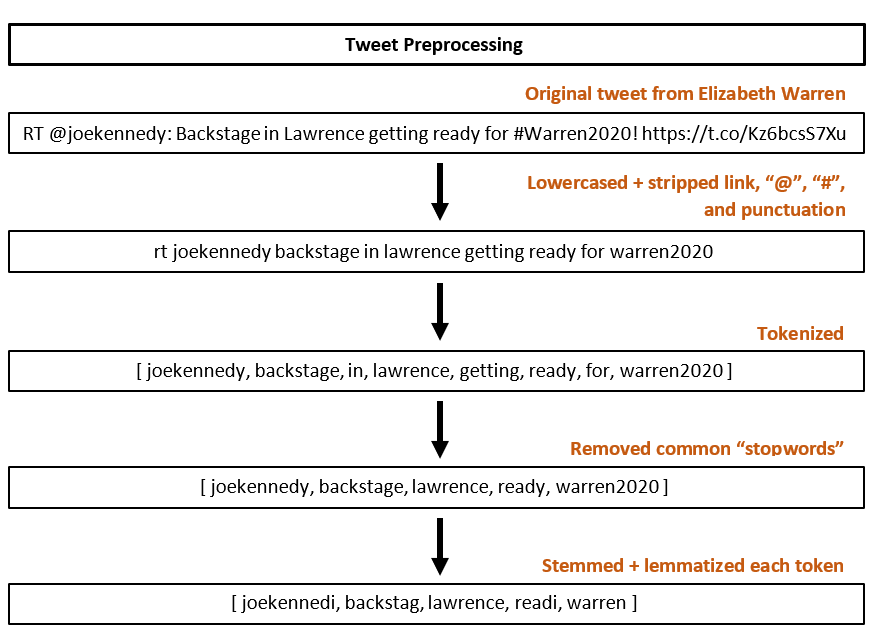 Tweet Preprocessing
Original tweet from Elizabeth Warren
RT @joekennedy: Backstage in Lawrence getting ready for #Warren2020! https://t.co/Kz6bcsS7Xu
Lowercased + stripped link, “@”, “#”,
and punctuation
rt joekennedy backstage in lawrence getting ready for warren2020
Tokenized
[ joekennedy, backstage, in, lawrence, getting, ready, for, warren2020 ]
Removed common “stopwords”
[ joekennedy, backstage, lawrence, ready, warren2020 ]
Stemmed + lemmatized each token
[ joekennedi, backstag, lawrence, readi, warren ]